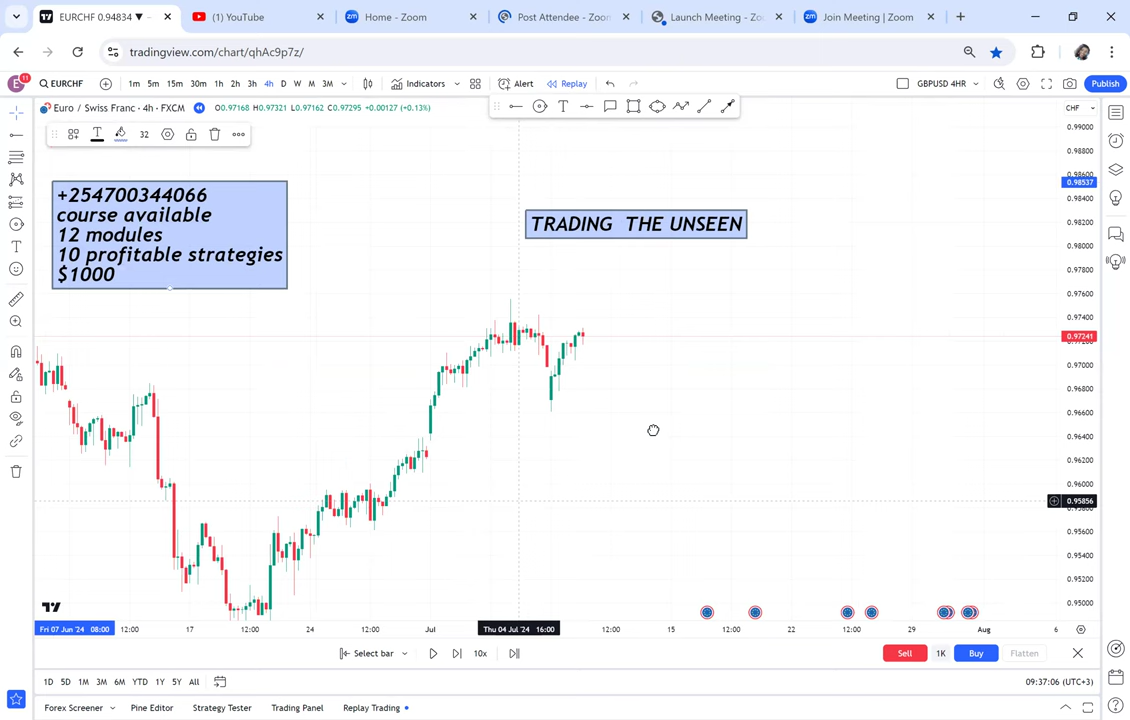 EURCHF 0.94834 ▼ −
(1) YouTube
Home - Zoom
Post Attendee - Zoom
Launch Meeting - Zoom
Join Meeting | Zoom
tradingview.com/chart/qhAc9p7z/
E 11
EURCHF
1m 5m 15m 30m 1h 2h 3h 4h D W M 3M
Indicators
Alert
Replay
GBPUSD 4HR
Publish
Euro / Swiss Franc · 4h · FXCM
O0.97168 H0.97321 L0.97162 C0.97295 +0.00127 (+0.13%)
CHF
32
+254700344066
course available
12 modules
10 profitable strategies
$1000
TRADING THE UNSEEN
0.99000
0.98800
0.98537
0.98400
0.98200
0.98000
0.97800
0.97600
0.97400
0.97241
0.97000
0.96800
0.96600
0.96400
0.96200
0.96000
0.95856
0.95600
0.95400
0.95200
0.95000
Fri 07 Jun '24 08:00
12:00
17
12:00
24
12:00
Jul
Thu 04 Jul '24 16:00
12:00
15
12:00
22
12:00
29
Aug
6
Select bar
10x
Sell
1K
Buy
Flatten
1D 5D 1M 3M 6M YTD 1Y 5Y All
09:37:06 (UTC+3)
Forex Screener
Pine Editor
Strategy Tester
Trading Panel
Replay Trading